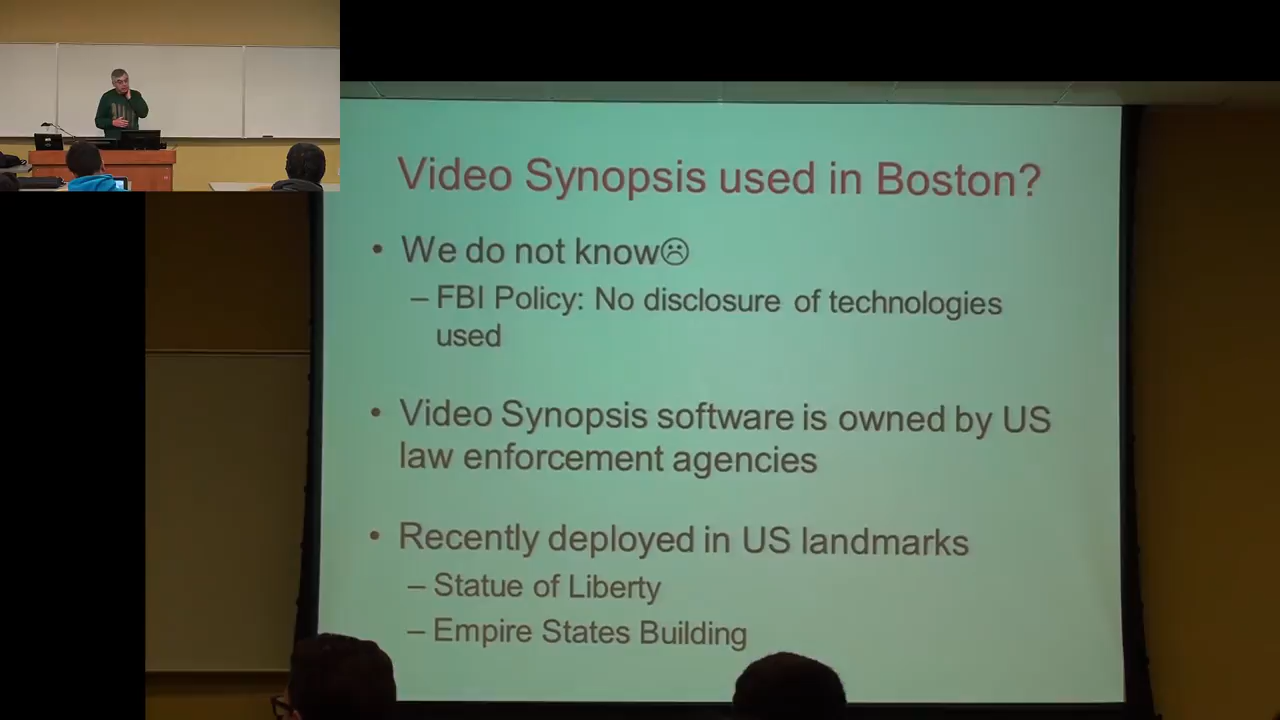 Video Synopsis used in Boston?
• We do not know☹
– FBI Policy: No disclosure of technologies
used
• Video Synopsis software is owned by US
law enforcement agencies
• Recently deployed in US landmarks
– Statue of Liberty
– Empire States Building